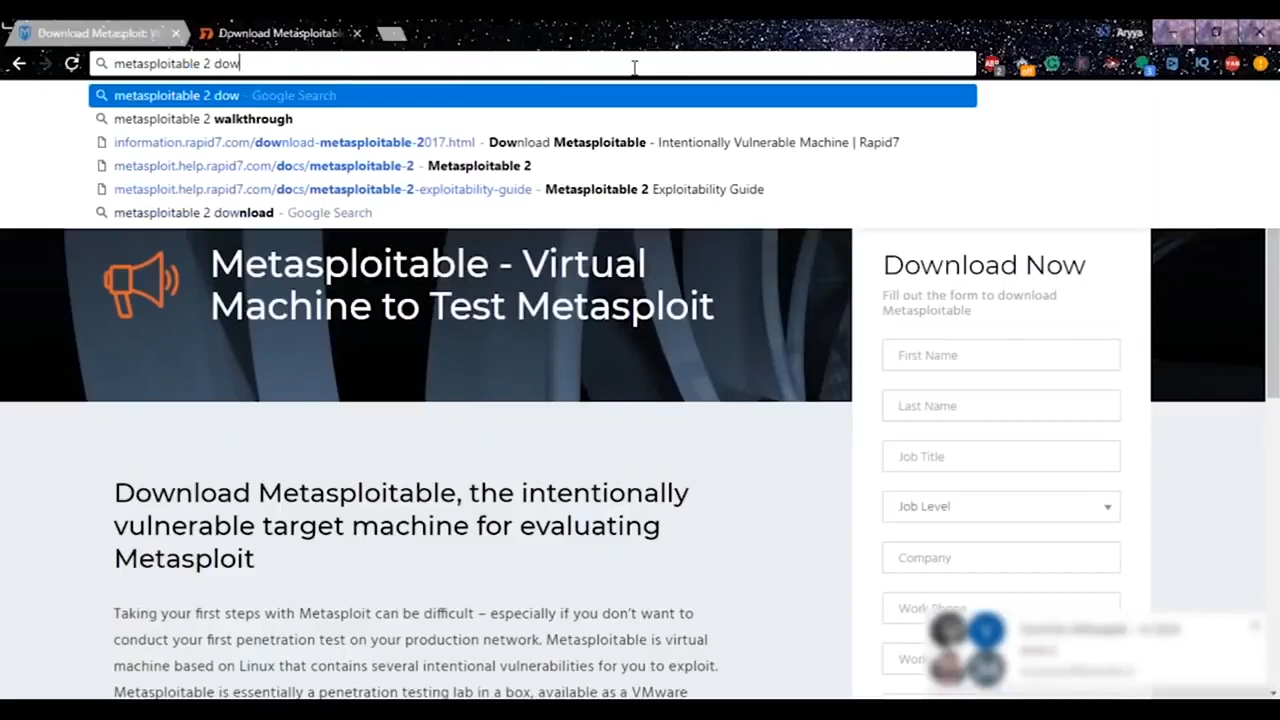 Download Metasploit: W
Download Metasploitabl
Aryya
metasploitable 2 dow
metasploitable 2 dow - Google Search
metasploitable 2 walkthrough
information.rapid7.com/download-metasploitable-2017.html - Download Metasploitable - Intentionally Vulnerable Machine | Rapid7
metasploit.help.rapid7.com/docs/metasploitable-2 - Metasploitable 2
metasploit.help.rapid7.com/docs/metasploitable-2-exploitability-guide - Metasploitable 2 Exploitability Guide
metasploitable 2 download - Google Search
Metasploitable - Virtual
Machine to Test Metasploit
Download Now
Fill out the form to download
Metasploitable
First Name
Last Name
Job Title
Job Level
Company
Work Phone
Download Metasploitable, the intentionally
vulnerable target machine for evaluating
Metasploit
Taking your first steps with Metasploit can be difficult – especially if you don't want to
conduct your first penetration test on your production network. Metasploitable is virtual
machine based on Linux that contains several intentional vulnerabilities for you to exploit.
Metasploitable is essentially a penetration testing lab in a box, available as a VMware